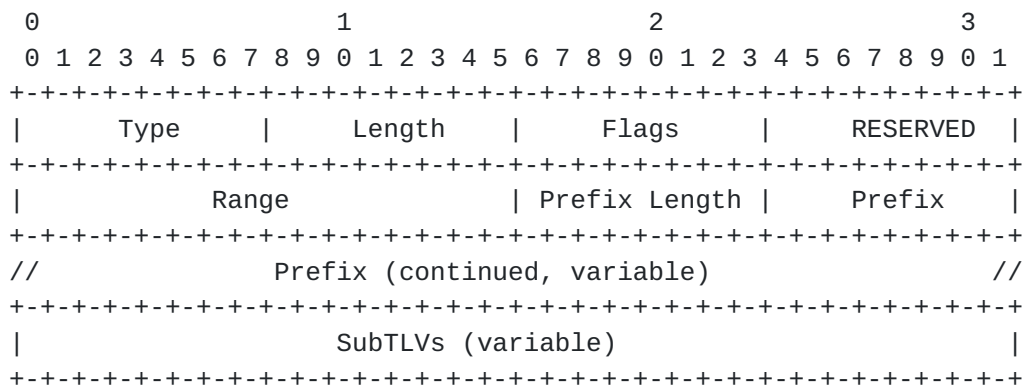 0                   1                   2                   3
 0 1 2 3 4 5 6 7 8 9 0 1 2 3 4 5 6 7 8 9 0 1 2 3 4 5 6 7 8 9 0 1
+-+-+-+-+-+-+-+-+-+-+-+-+-+-+-+-+-+-+-+-+-+-+-+-+-+-+-+-+-+-+-+-+
|      Type     |     Length    |     Flags     |     RESERVED  |
+-+-+-+-+-+-+-+-+-+-+-+-+-+-+-+-+-+-+-+-+-+-+-+-+-+-+-+-+-+-+-+-+
|            Range              | Prefix Length |     Prefix    |
+-+-+-+-+-+-+-+-+-+-+-+-+-+-+-+-+-+-+-+-+-+-+-+-+-+-+-+-+-+-+-+-+
//               Prefix (continued, variable)                  //
+-+-+-+-+-+-+-+-+-+-+-+-+-+-+-+-+-+-+-+-+-+-+-+-+-+-+-+-+-+-+-+-+
|                    SubTLVs (variable)                         |
+-+-+-+-+-+-+-+-+-+-+-+-+-+-+-+-+-+-+-+-+-+-+-+-+-+-+-+-+-+-+-+-+